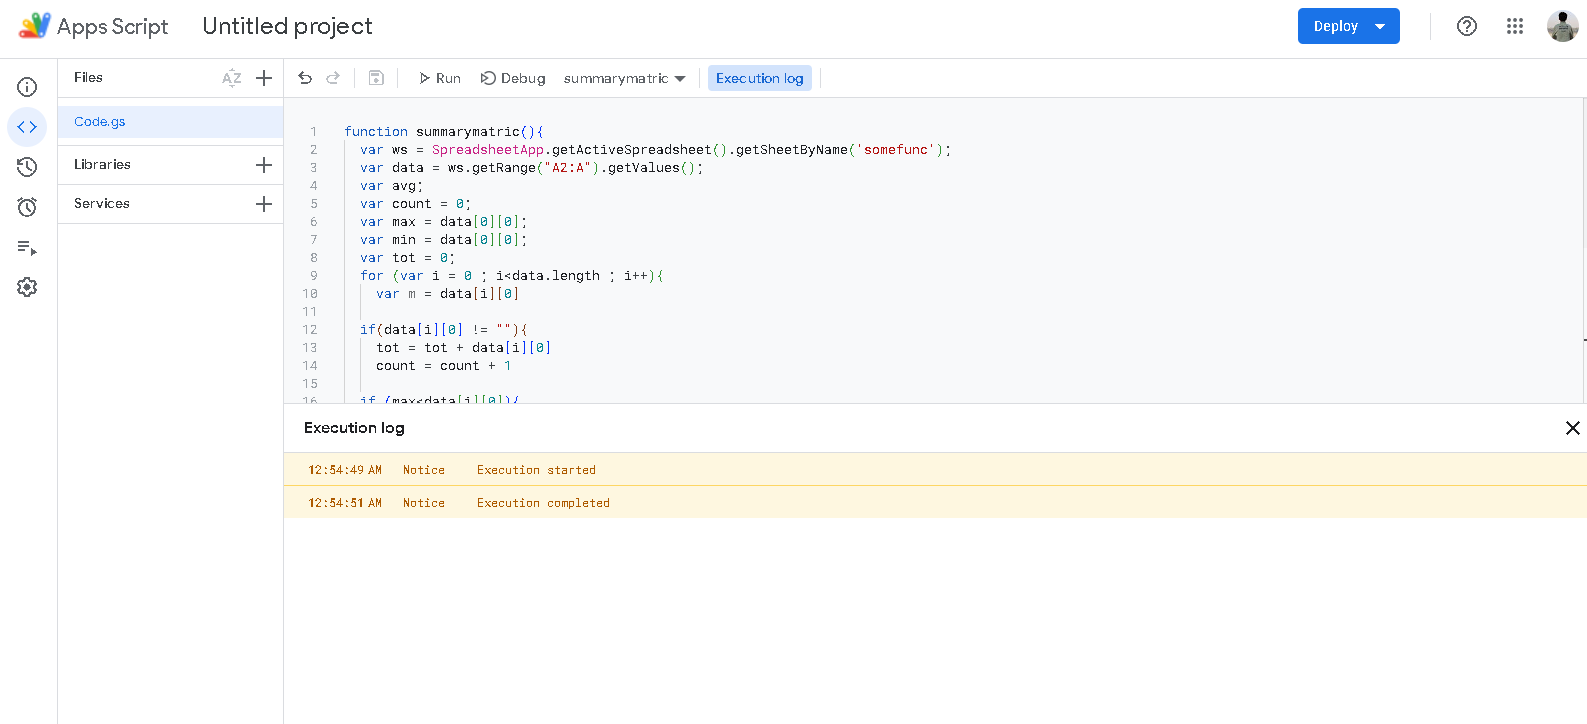 Apps Script Untitled project Deploy
Files AZ Run Debug summarymatric Execution log
Code.gs
Libraries
Services
1 function summarymatric(){
2 var ws = SpreadsheetApp.getActiveSpreadsheet().getSheetByName('somefunc');
3 var data = ws.getRange("A2:A").getValues();
4 var avg;
5 var count = 0;
6 var max = data[0][0];
7 var min = data[0][0];
8 var tot = 0;
9 for (var i = 0 ; i<data.length ; i++){
10 var m = data[i][0]
11
12 if(data[i][0] != ""){
13 tot = tot + data[i][0]
14 count = count + 1
15
16 if (max<data[i][0]){
Execution log
12:54:49 AM Notice Execution started
12:54:51 AM Notice Execution completed